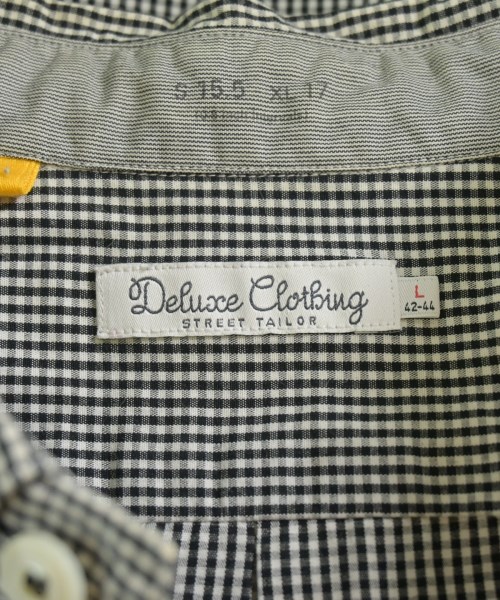 S 15.5 XL 17
Deluxe Clothing
STREET TAILOR
L
42-44